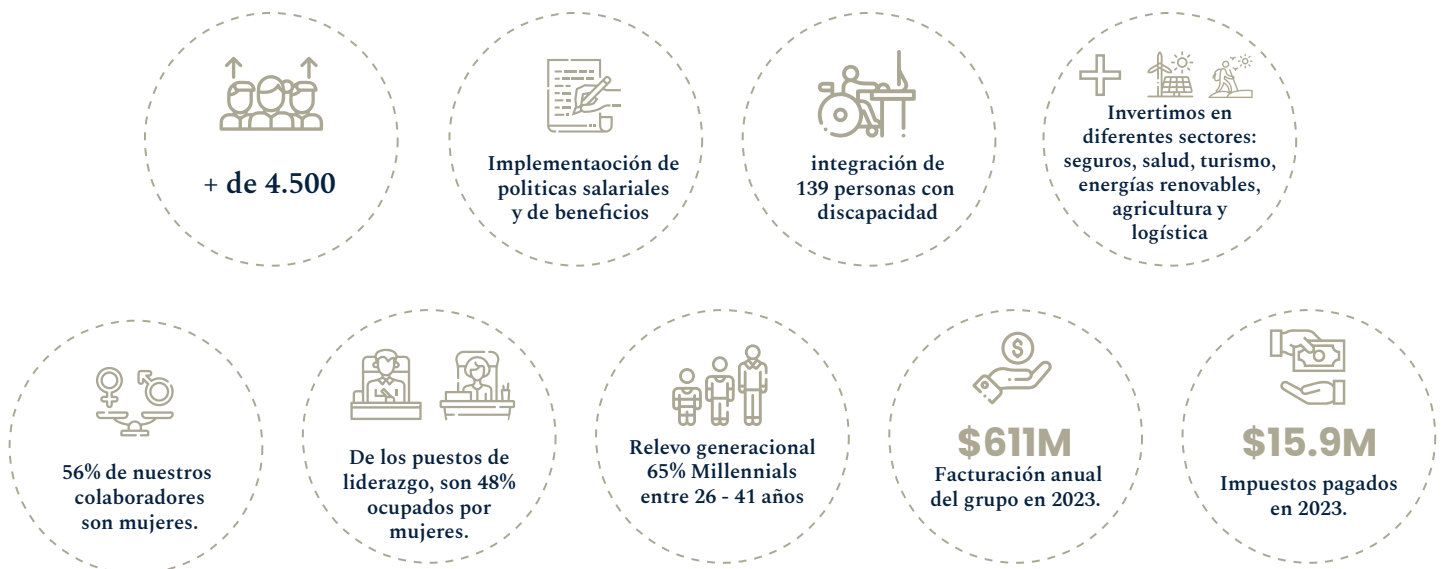 + de 4.500
Implementaoción de
politicas salariales
y de beneficios
integración de
139 personas con
discapacidad
Invertimos en
diferentes sectores:
seguros, salud, turismo,
energías renovables,
agricultura y
logística
56% de nuestros
colaboradores
son mujeres.
De los puestos de
liderazgo, son 48%
ocupados por
mujeres.
Relevo generacional
65% Millennials
entre 26 - 41 años
$
$611M
Facturación anual
del grupo en 2023.
$15.9M
Impuestos pagados
en 2023.